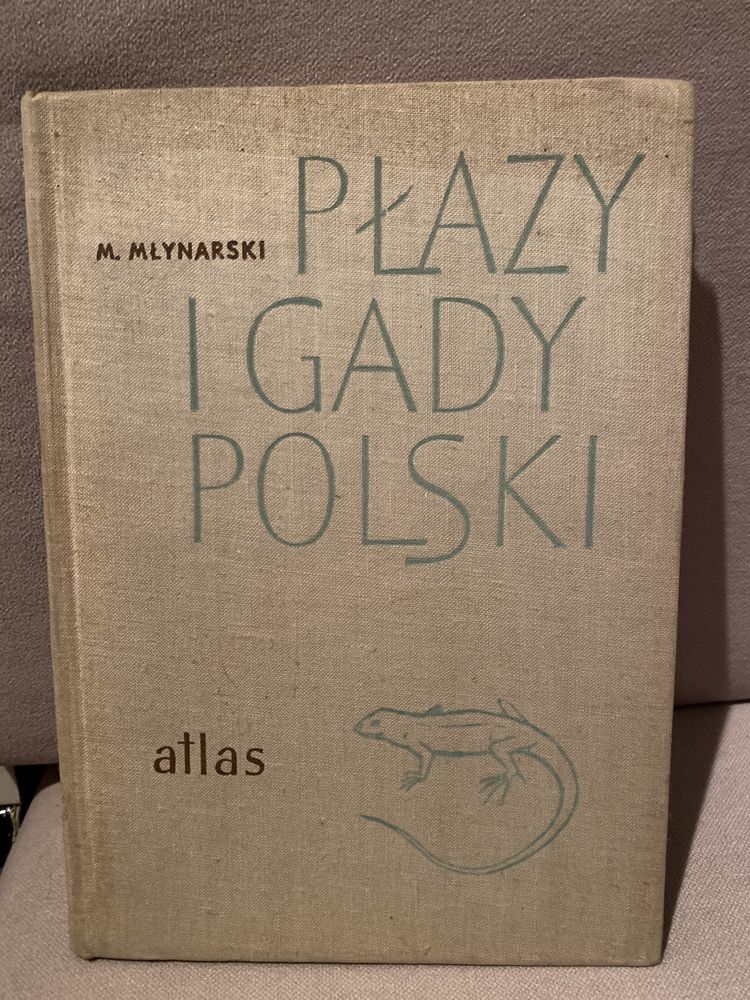 M. MŁYNARSKI
PŁAZY
I GADY
POLSKI
atlas